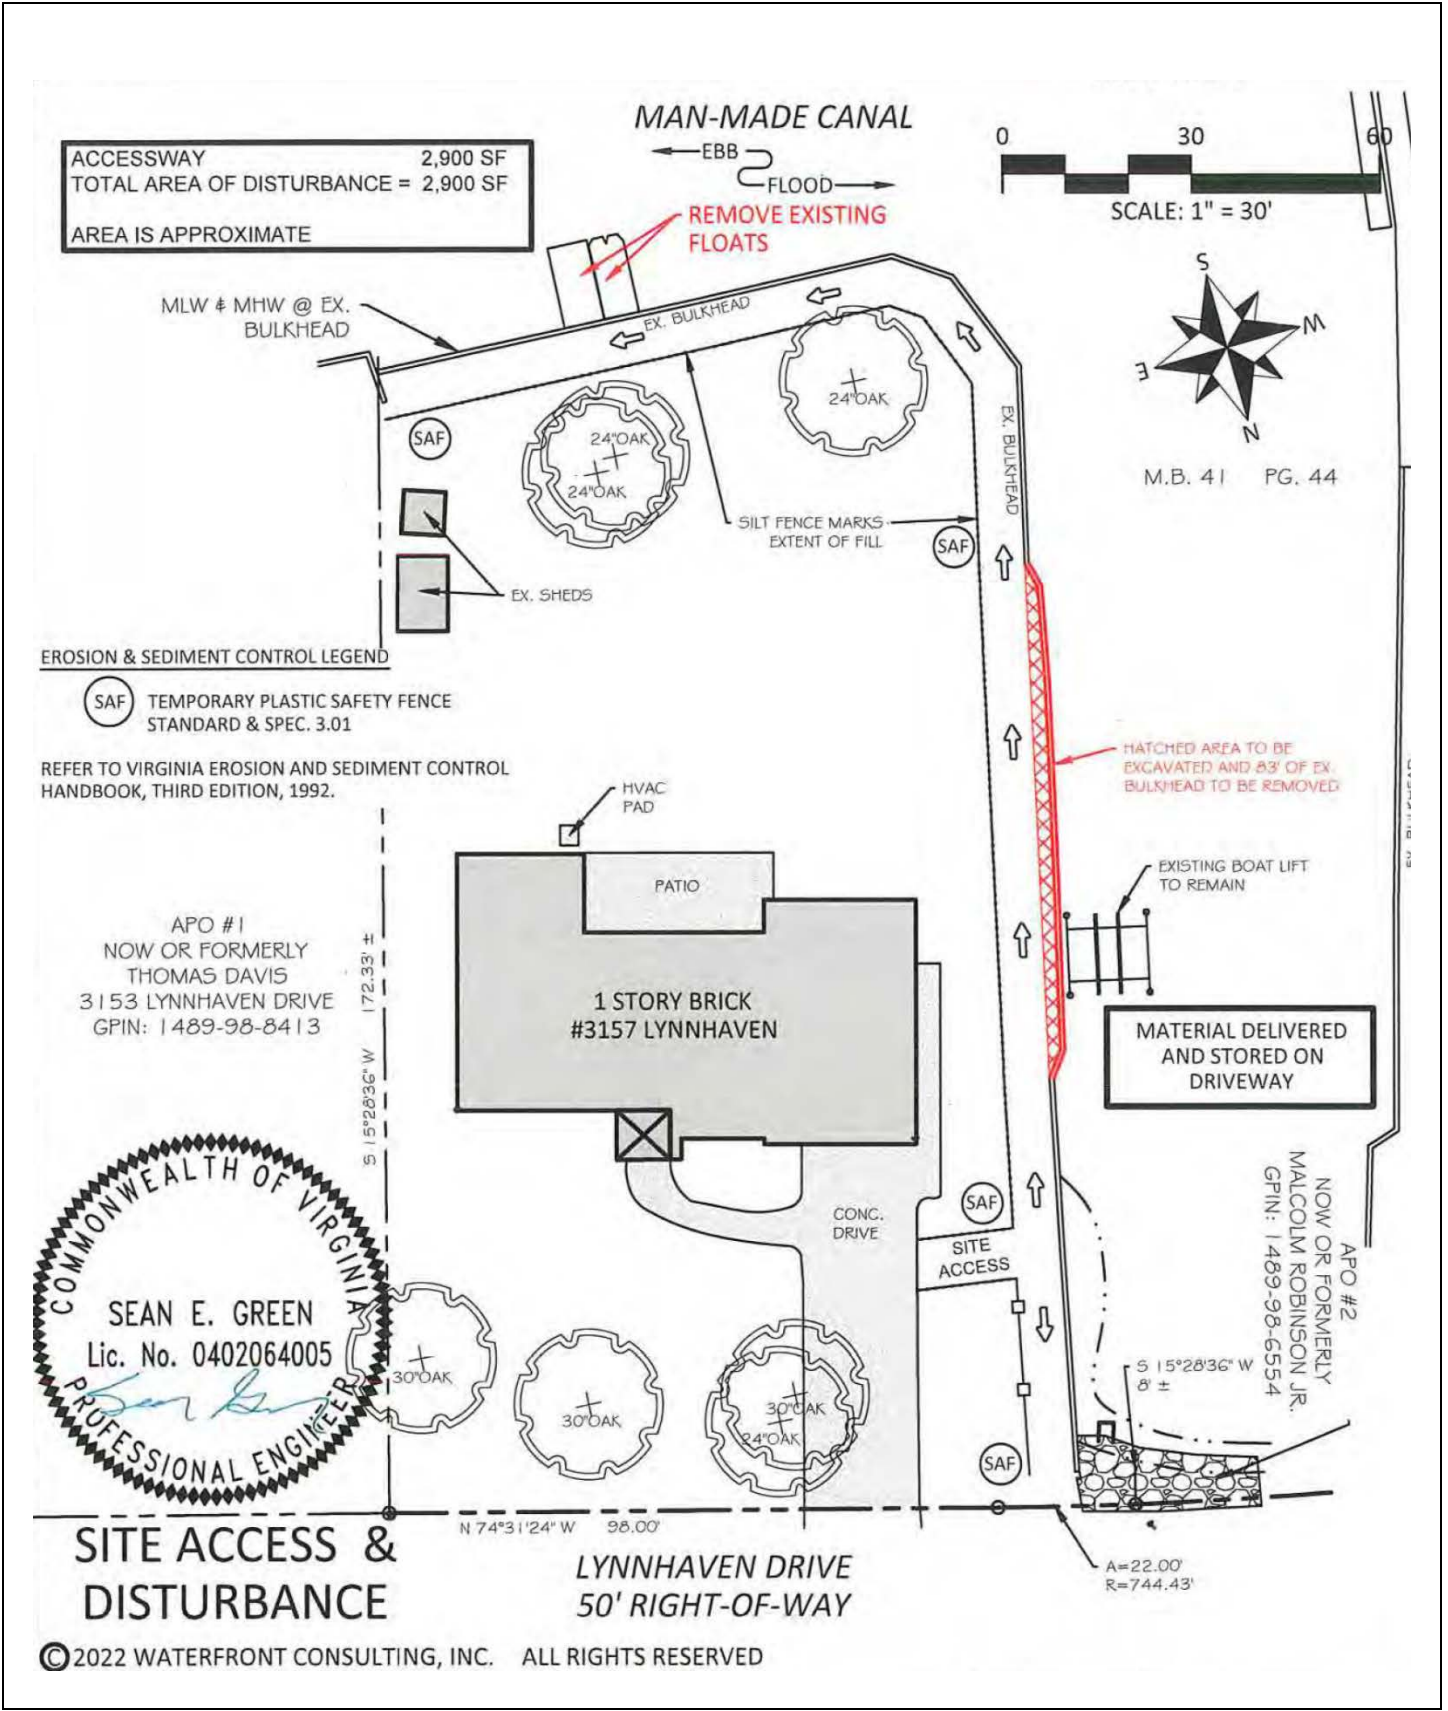 MAN-MADE CANAL
EBB
FLOOD
0 30 60
SCALE: 1" = 30'
ACCESSWAY 2,900 SF
TOTAL AREA OF DISTURBANCE = 2,900 SF
AREA IS APPROXIMATE
REMOVE EXISTING
FLOATS
MLW & MHW @ EX.
BULKHEAD
EX. BULKHEAD
S
W
E
N
M.B. 41 PG. 44
24"OAK
24"OAK
24"OAK
SAF
EX. BULKHEAD
SILT FENCE MARKS
EXTENT OF FILL
SAF
EX. SHEDS
EROSION & SEDIMENT CONTROL LEGEND
SAF
TEMPORARY PLASTIC SAFETY FENCE
STANDARD & SPEC. 3.01
REFER TO VIRGINIA EROSION AND SEDIMENT CONTROL
HANDBOOK, THIRD EDITION, 1992.
HATCHED AREA TO BE
EXCAVATED AND 83' OF EX.
BULKHEAD TO BE REMOVED
EX. BULKHEAD
HVAC
PAD
PATIO
EXISTING BOAT LIFT
TO REMAIN
APO #1
NOW OR FORMERLY
THOMAS DAVIS
3153 LYNNHAVEN DRIVE
GPIN: 1489-98-8413
S 15°28'36" W 172.33' ±
1 STORY BRICK
#3157 LYNNHAVEN
MATERIAL DELIVERED
AND STORED ON
DRIVEWAY
APO #2
NOW OR FORMERLY
MALCOLM ROBINSON JR.
GPIN: 1489-98-6554
SAF
CONC.
DRIVE
SITE
ACCESS
COMMONWEALTH OF VIRGINIA
SEAN E. GREEN
Lic. No. 0402064005
Sean Green
PROFESSIONAL ENGINEER
30"OAK
30"OAK
30"OAK
24"OAK
S 15°28'36" W
8' ±
SAF
N 74°31'24" W 98.00'
A=22.00'
R=744.43'
SITE ACCESS &
DISTURBANCE
LYNNHAVEN DRIVE
50' RIGHT-OF-WAY
©2022 WATERFRONT CONSULTING, INC. ALL RIGHTS RESERVED